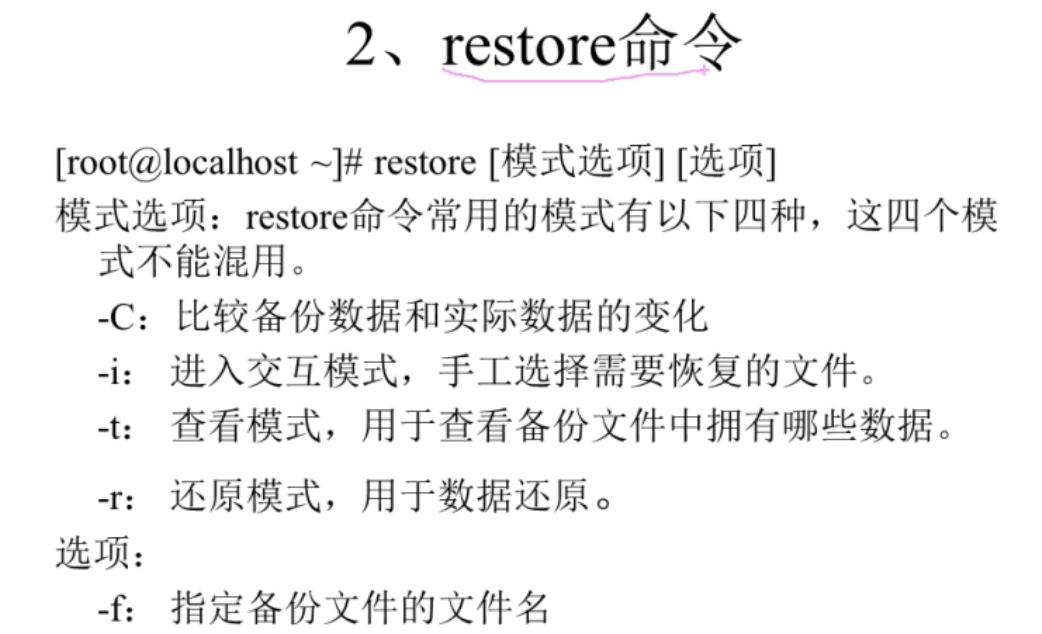 2、restore命令
[root@localhost ~]# restore [模式选项] [选项]
模式选项：restore命令常用的模式有以下四种，这四个模
式不能混用。
-C：比较备份数据和实际数据的变化
-i：进入交互模式，手工选择需要恢复的文件。
-t：查看模式，用于查看备份文件中拥有哪些数据。
-r：还原模式，用于数据还原。
选项：
-f：指定备份文件的文件名